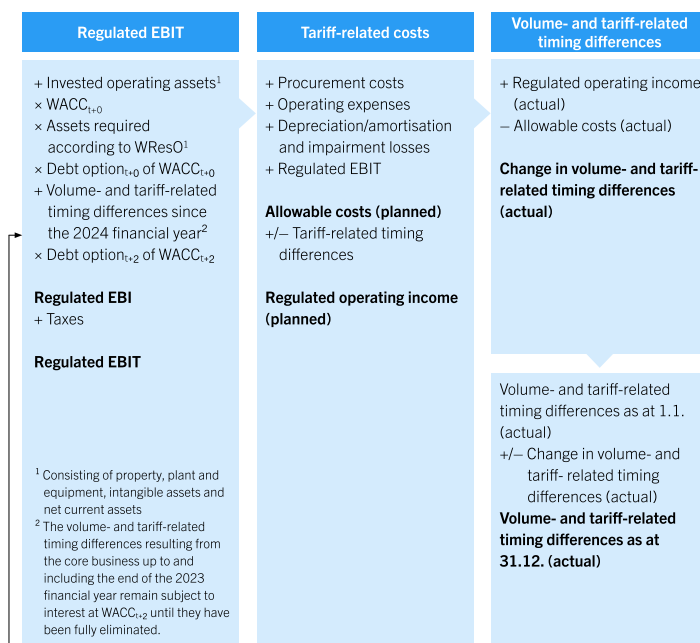 Regulated EBIT
+ Invested operating assets¹
× WACCₜ₊₀
× Assets required
according to WResO¹
× Debt optionₜ₊₀ of WACCₜ₊₀
+ Volume- and tariff-related
timing differences since
the 2024 financial year²
× Debt optionₜ₊₂ of WACCₜ₊₂
Regulated EBI
+ Taxes
Regulated EBIT
¹ Consisting of property, plant and
equipment, intangible assets and
net current assets
² The volume- and tariff-related
timing differences resulting from
the core business up to and
including the end of the 2023
financial year remain subject to
interest at WACCₜ₊₂ until they have
been fully eliminated.
Tariff-related costs
+ Procurement costs
+ Operating expenses
+ Depreciation/amortisation
and impairment losses
+ Regulated EBIT
Allowable costs (planned)
+/− Tariff-related timing
differences
Regulated operating income
(planned)
Volume- and tariff-related
timing differences
+ Regulated operating income
(actual)
− Allowable costs (actual)
Change in volume- and tariff-
related timing differences
(actual)
Volume- and tariff-related
timing differences as at 1.1.
(actual)
+/− Change in volume- and
tariff- related timing
differences (actual)
Volume- and tariff-related
timing differences as at
31.12. (actual)